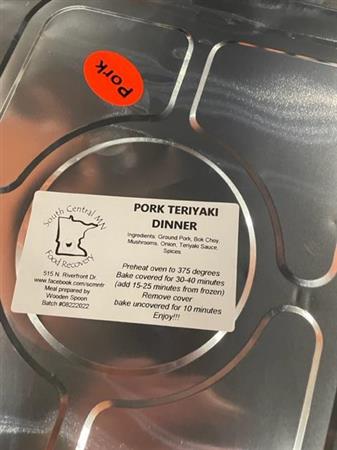 Pork
South Central MN
Food Recovery
515 N. Riverfront Dr
www.facebook.com/scmnfr
Meal prepared by
Wooden Spoon
Batch #08222022
PORK TERIYAKI
DINNER
Ingredients: Ground Pork, Bok Choy,
Mushrooms, Onion, Teriyaki Sauce,
Spices
Preheat oven to 375 degrees
Bake covered for 30-40 minutes
(add 15-25 minutes from frozen)
Remove cover
bake uncovered for 10 minutes
Enjoy!!!